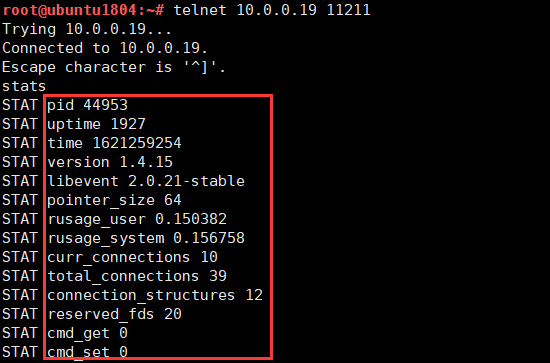 root@ubuntu1804:~# telnet 10.0.0.19 11211
Trying 10.0.0.19...
Connected to 10.0.0.19.
Escape character is '^]'.
stats
STAT pid 44953
STAT uptime 1927
STAT time 1621259254
STAT version 1.4.15
STAT libevent 2.0.21-stable
STAT pointer_size 64
STAT rusage_user 0.150382
STAT rusage_system 0.156758
STAT curr_connections 10
STAT total_connections 39
STAT connection_structures 12
STAT reserved_fds 20
STAT cmd_get 0
STAT cmd_set 0